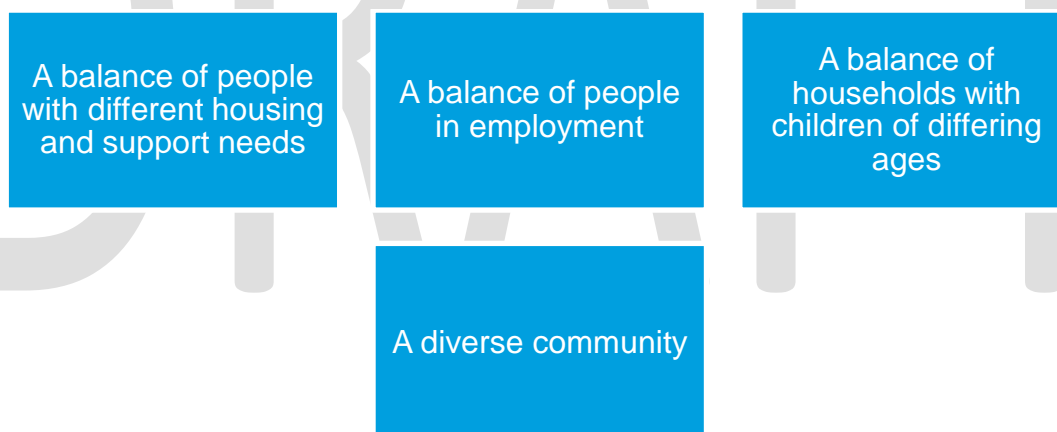 A balance of people
with different housing
and support needs
A balance of people
in employment
A balance of
households with
children of differing
ages
A diverse community